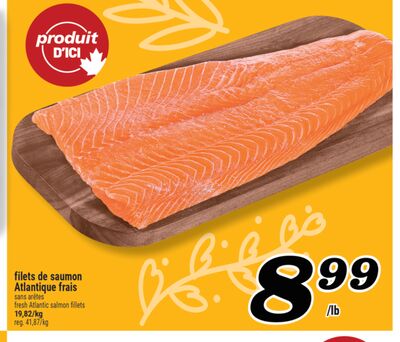 produit
D'ICI
filets de saumon
Atlantique frais
sans arêtes
fresh Atlantic salmon fillets
19,82/kg
reg. 41,87/kg
8.99
/lb